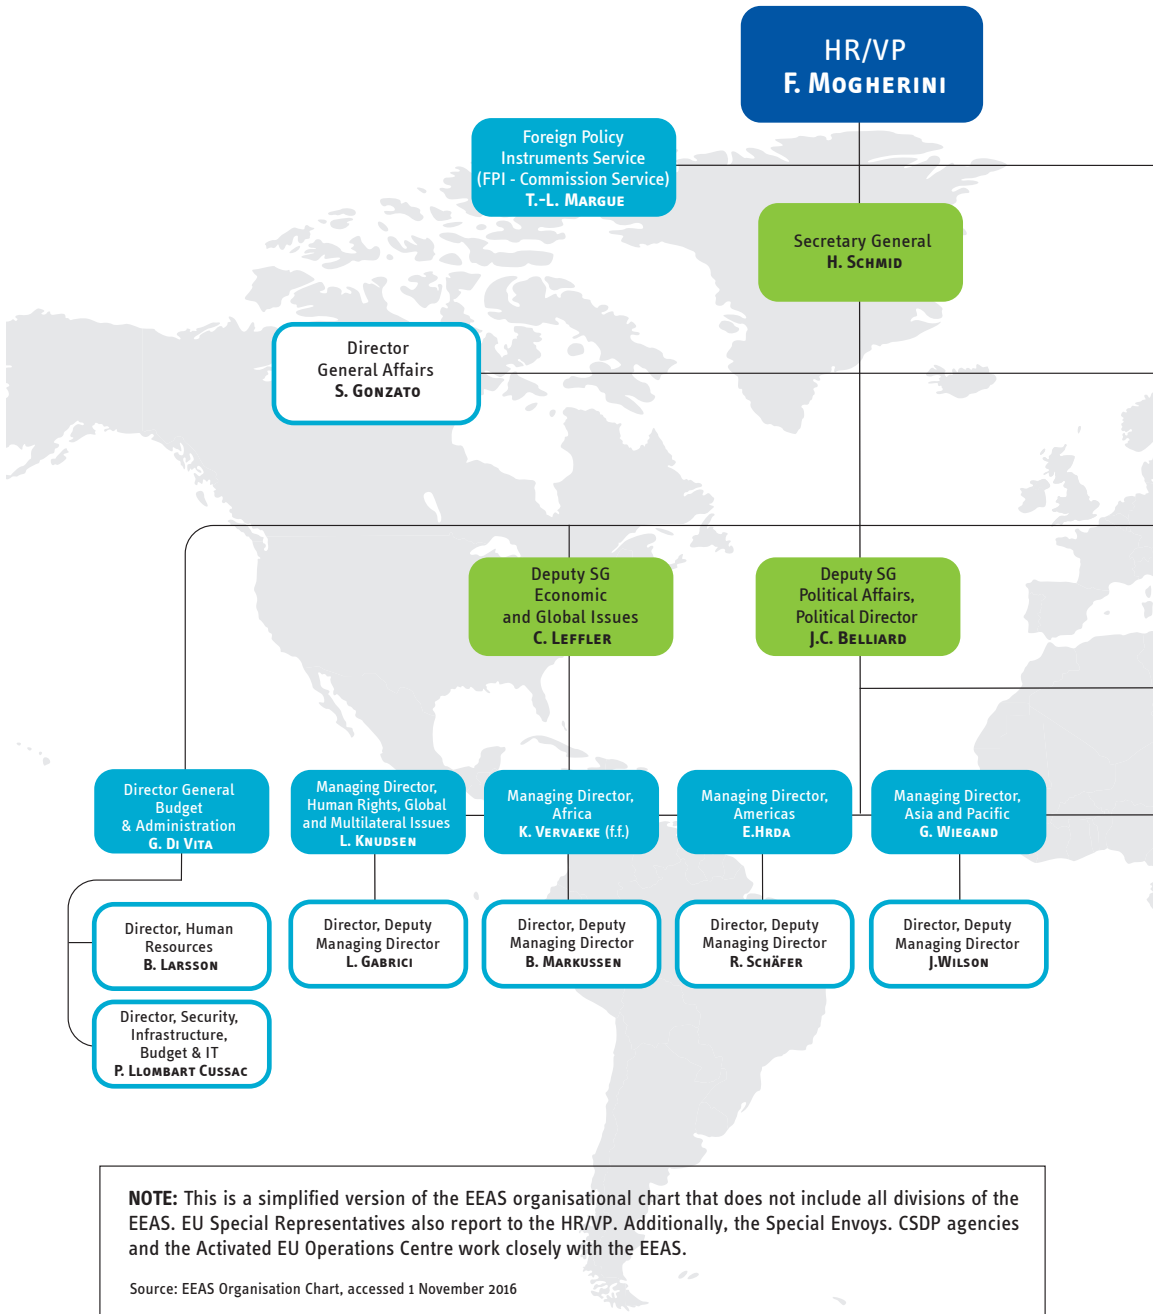 HR/VP
F. MOGHERINI
Foreign Policy
Instruments Service
(FPI - Commission Service)
T.-L. MARGUE
Secretary General
H. SCHMID
Director
General Affairs
S. GONZATO
Deputy SG
Economic
and Global Issues
C. LEFFLER
Deputy SG
Political Affairs,
Political Director
J.C. BELLIARD
Director General
Budget
& Administration
G. DI VITA
Managing Director,
Human Rights, Global
and Multilateral Issues
L. KNUDSEN
Managing Director,
Africa
K. VERVAEKE (f.f.)
Managing Director,
Americas
E.HRDA
Managing Director,
Asia and Pacific
G. WIEGAND
Director, Human
Resources
B. LARSSON
Director, Deputy
Managing Director
L. GABRICI
Director, Deputy
Managing Director
B. MARKUSSEN
Director, Deputy
Managing Director
R. SCHÄFER
Director, Deputy
Managing Director
J.WILSON
Director, Security,
Infrastructure,
Budget & IT
P. LLOMBART CUSSAC
NOTE: This is a simplified version of the EEAS organisational chart that does not include all divisions of the
EEAS. EU Special Representatives also report to the HR/VP. Additionally, the Special Envoys. CSDP agencies
and the Activated EU Operations Centre work closely with the EEAS.
Source: EEAS Organisation Chart, accessed 1 November 2016